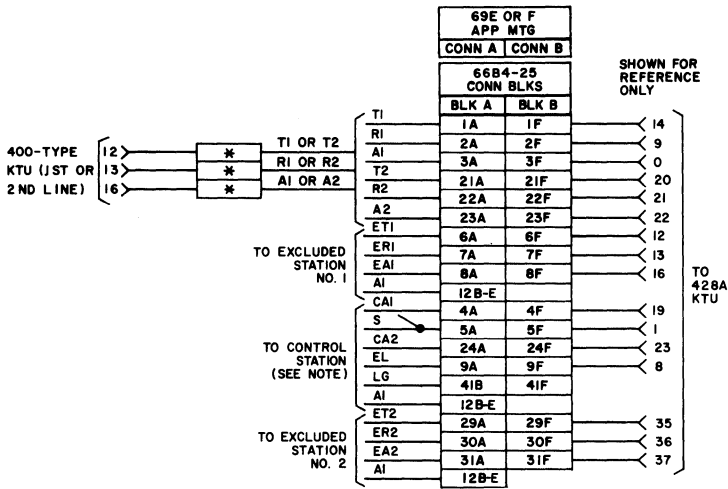 69E OR F
APP MTG
CONN A CONN B
66B4-25
CONN BLKS
BLK A BLK B
SHOWN FOR
REFERENCE
ONLY
T1 1A 1F 14
R1 2A 2F 9
A1 3A 3F 0
T2 21A 21F 20
R2 22A 22F 21
A2 23A 23F 22
400-TYPE
KTU (1ST OR
2ND LINE)
12 * T1 OR T2
13 * R1 OR R2
16 * A1 OR A2
ET1 6A 6F 12
ER1 7A 7F 13
EA1 8A 8F 16
A1 12B-E
TO EXCLUDED
STATION
NO. 1
CA1 4A 4F 19
S 5A 5F 1
CA2 24A 24F 23
EL 9A 9F 8
LG 41B 41F
A1 12B-E
TO CONTROL
STATION
(SEE NOTE)
ET2 29A 29F 35
ER2 30A 30F 36
EA2 31A 31F 37
A1 12B-E
TO EXCLUDED
STATION
NO. 2
TO
428A
KTU